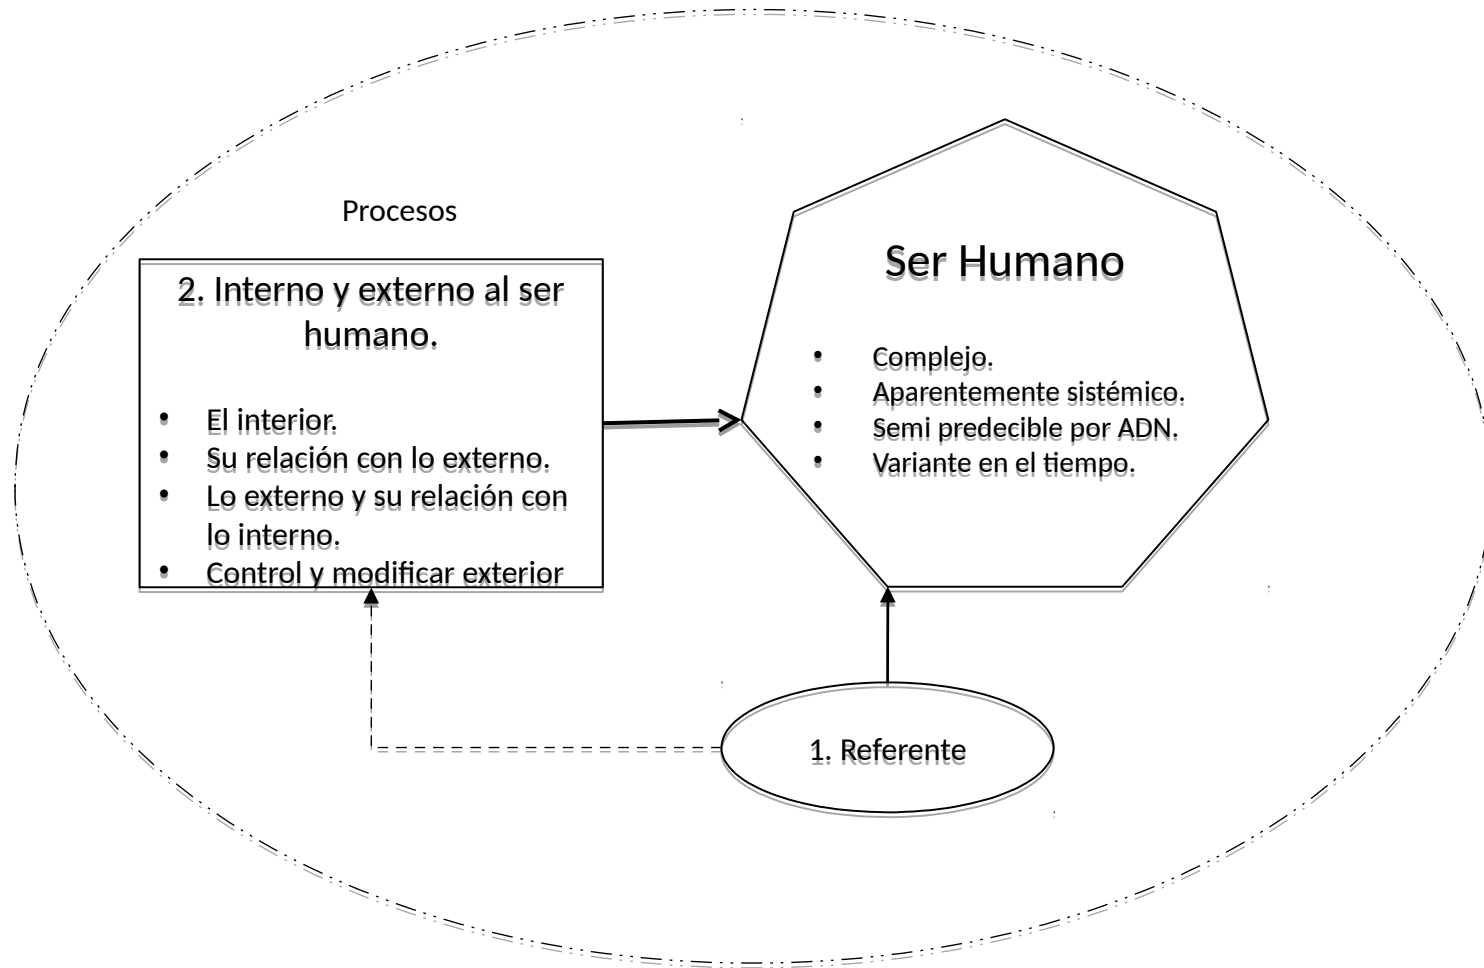 Procesos
2. Interno y externo al ser
humano.
• El interior.
• Su relación con lo externo.
• Lo externo y su relación con
lo interno.
• Control y modificar exterior
Ser Humano
• Complejo.
• Aparentemente sistémico.
• Semi predecible por ADN.
• Variante en el tiempo.
1. Referente